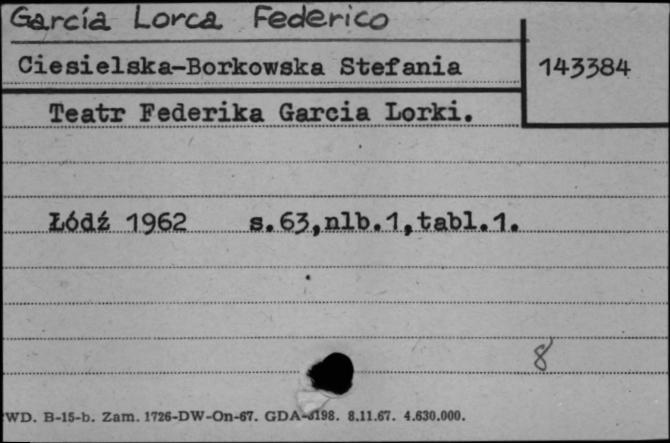 García Lorca Federico
Ciesielska-Borkowska Stefania
143384
Teatr Federika Garcia Lorki.
Łódź 1962 s.63,nlb.1,tabl.1.
8
WD. B-15-b. Zam. 1726-DW-On-67. GDA-3198. 8.11.67. 4.630.000.